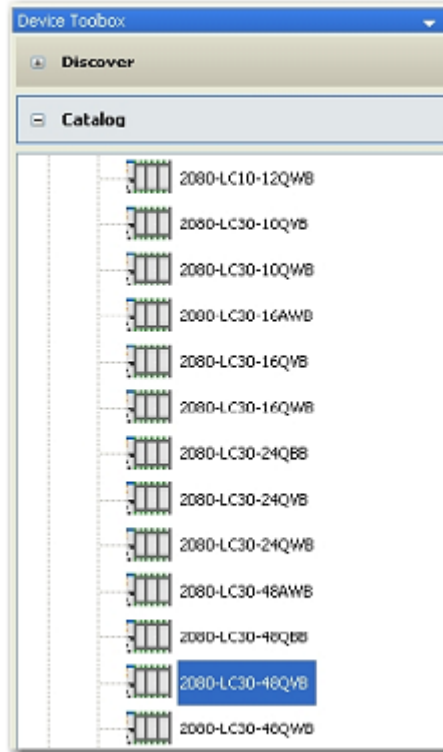 Device Toolbox
Discover
Catalog
2080-LC10-12QWB
2080-LC30-10QVB
2080-LC30-10QWB
2080-LC30-16AWB
2080-LC30-16QVB
2080-LC30-16QWB
2080-LC30-24QBB
2080-LC30-24QVB
2080-LC30-24QWB
2080-LC30-48AWB
2080-LC30-48QBB
2080-LC30-48QVB
2080-LC30-48QWB